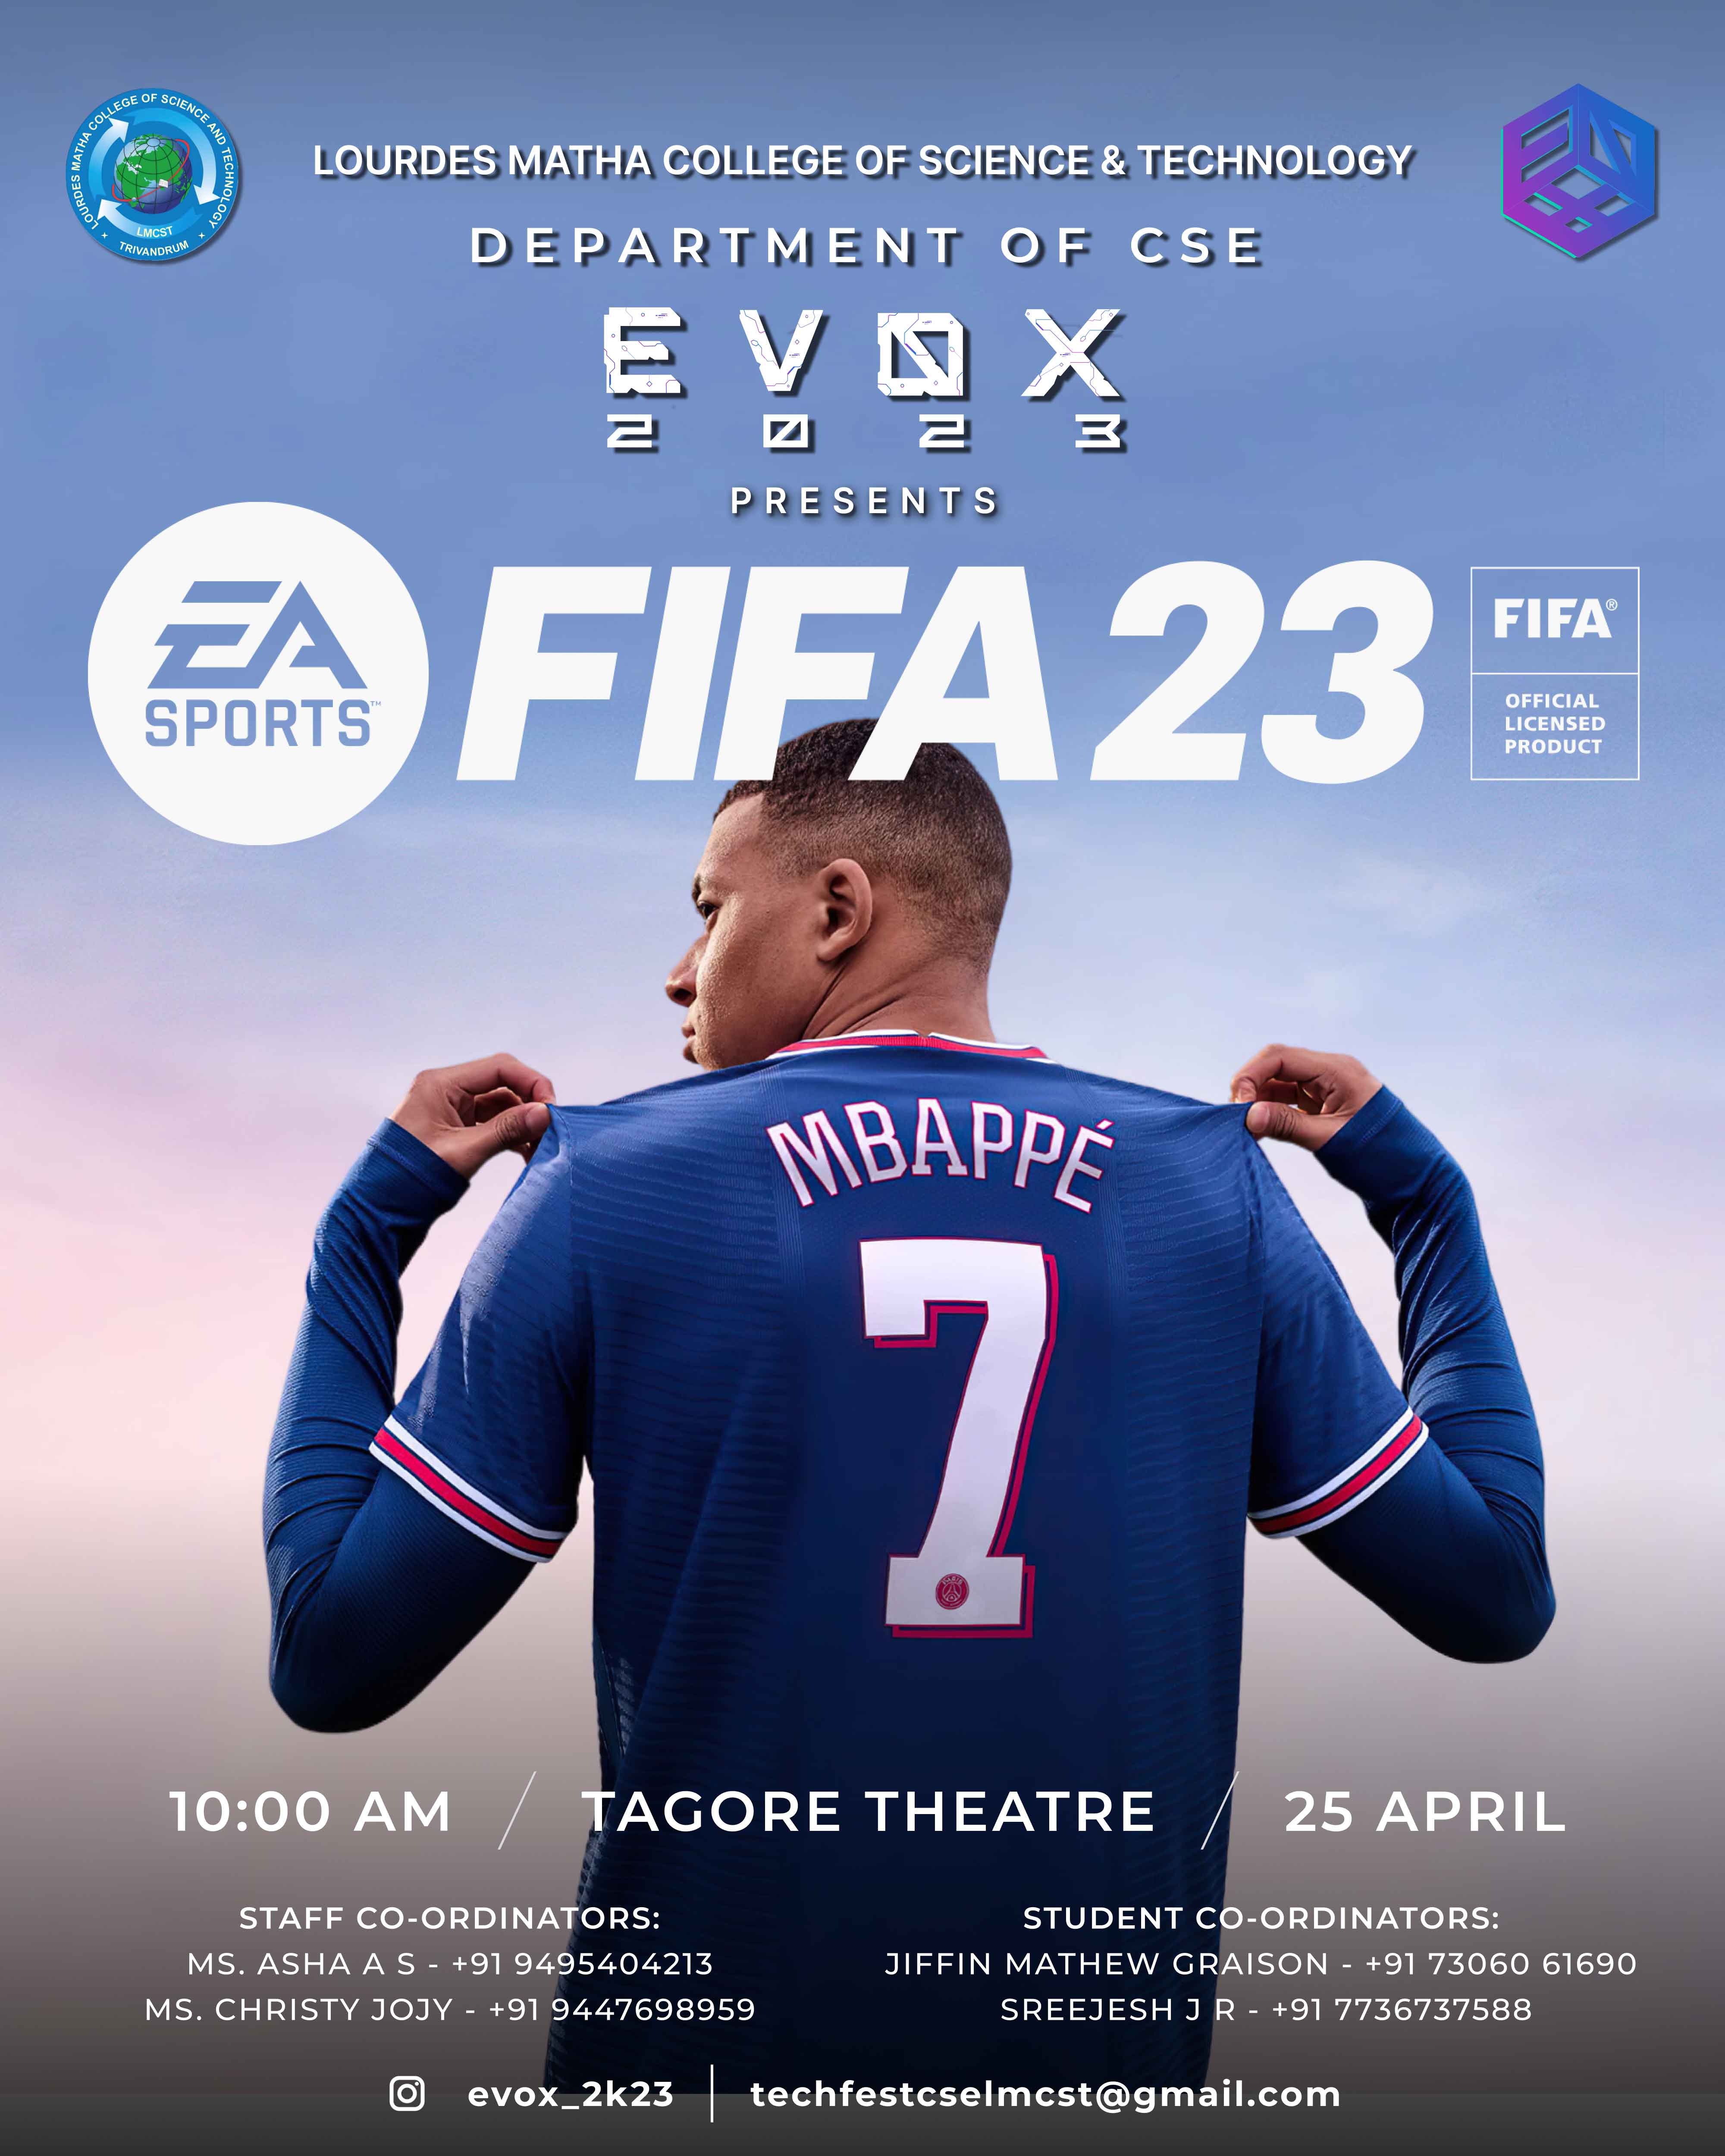 LOURDES MATHA COLLEGE OF SCIENCE AND TECHNOLOGY
LMCST
TRIVANDRUM
LOURDES MATHA COLLEGE OF SCIENCE & TECHNOLOGY
DEPARTMENT OF CSE
EVOX
2023
PRESENTS
EA
SPORTS™
FIFA 23
FIFA®
OFFICIAL
LICENSED
PRODUCT
MBAPPÉ
7
10:00 AM / TAGORE THEATRE / 25 APRIL
STAFF CO-ORDINATORS:
MS. ASHA A S - +91 9495404213
MS. CHRISTY JOJY - +91 9447698959
STUDENT CO-ORDINATORS:
JIFFIN MATHEW GRAISON - +91 73060 61690
SREEJESH J R - +91 7736737588
evox_2k23 | techfestcselmcst@gmail.com